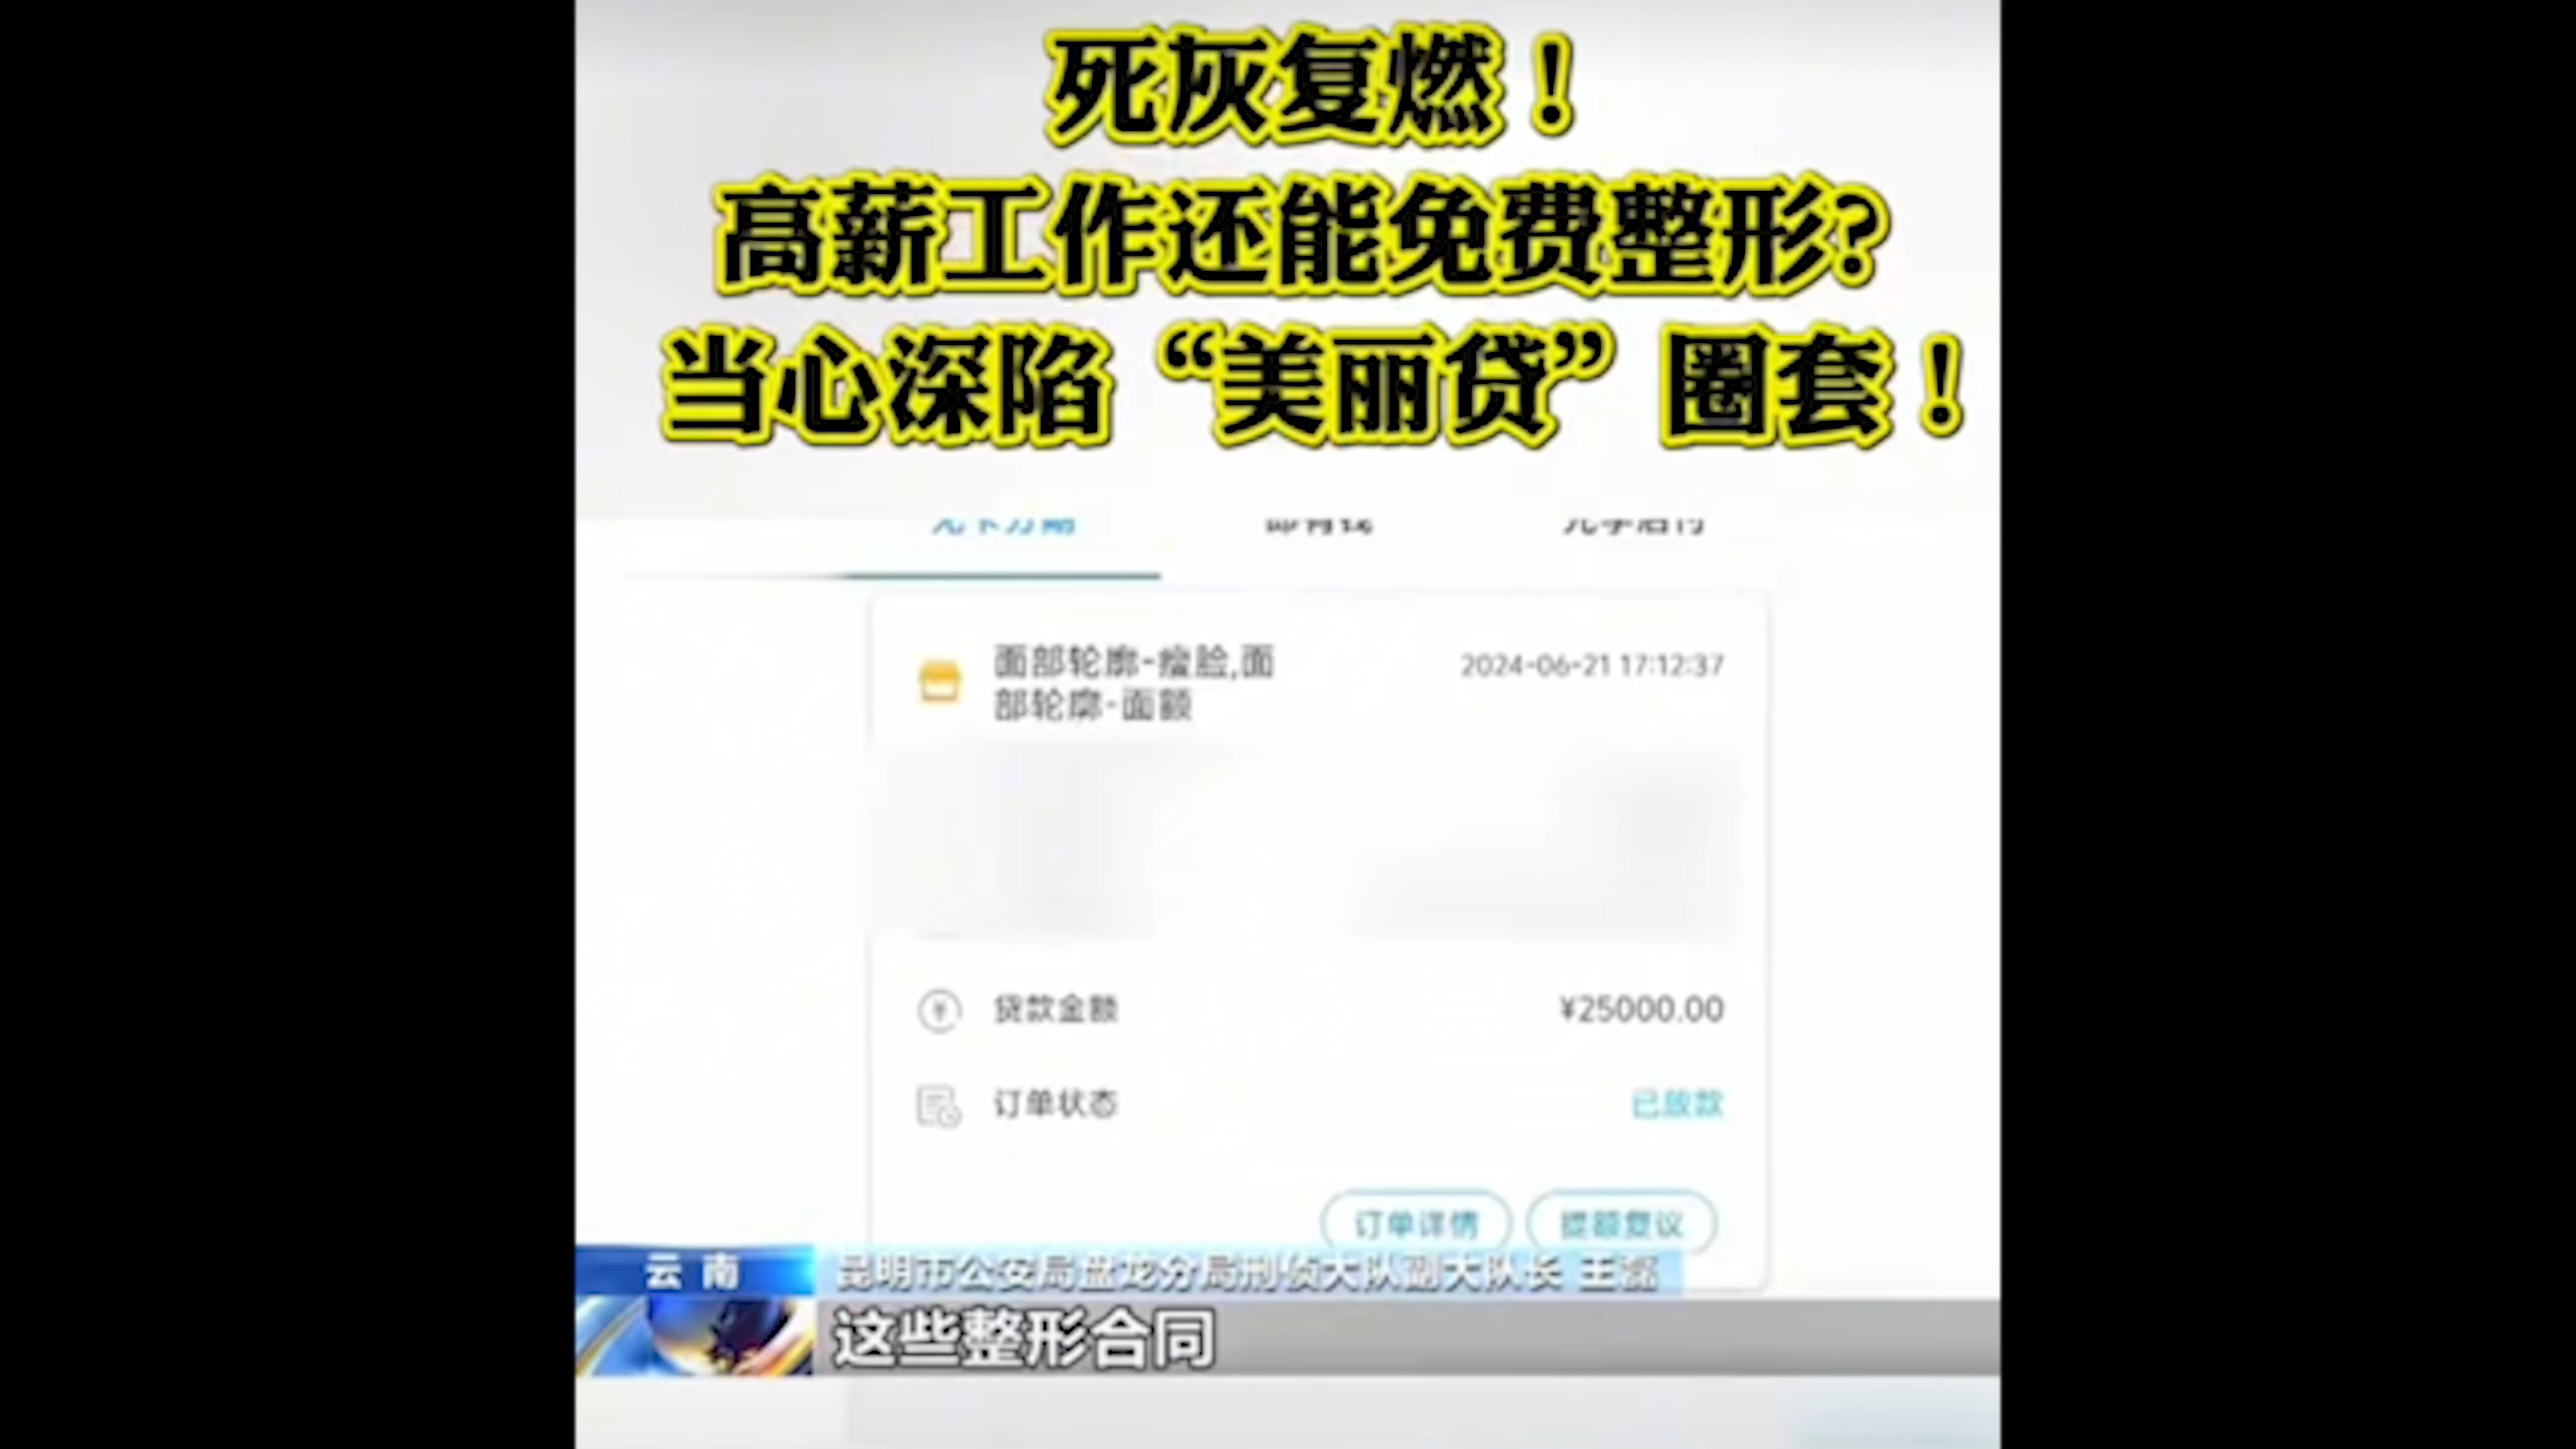 死灰复燃！
高薪工作还能免费整形？
当心深陷“美丽贷”圈套！
面部轮廓-瘦脸,面
部轮廓-面额
2024-06-21 17:12:37
贷款金额
¥25000.00
订单状态
已放款
订单详情
提额复议
云南
昆明市公安局盘龙分局刑侦大队副大队长 王磊
这些整形合同